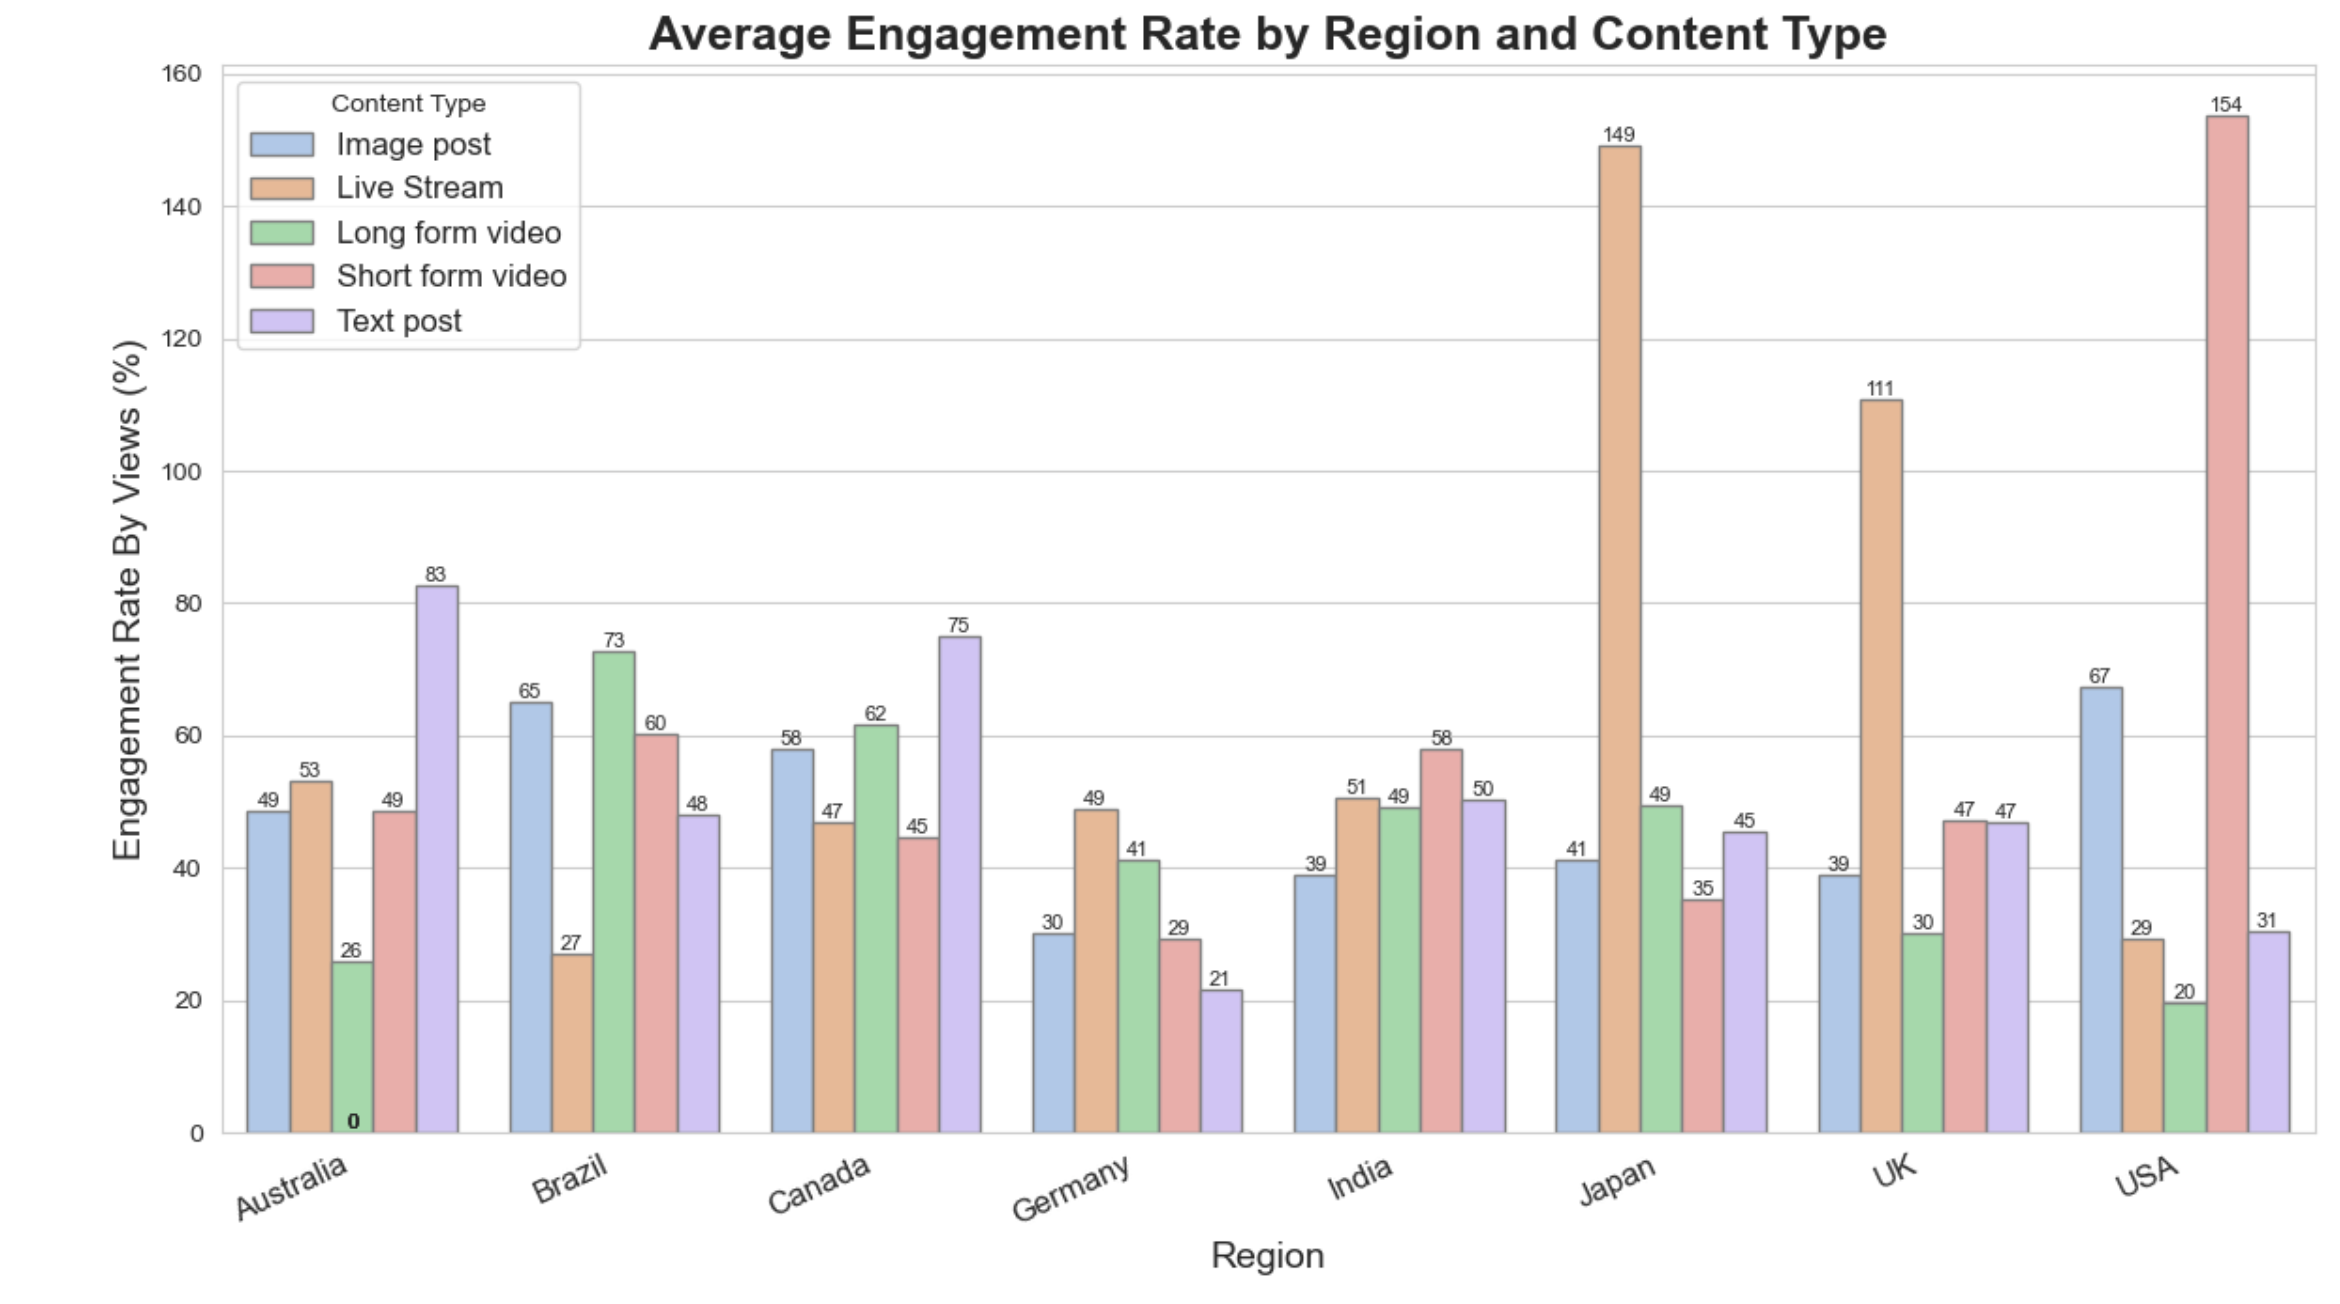 Average Engagement Rate by Region and Content Type
Engagement Rate By Views (%)
160
140
120
100
80
60
40
20
0
Content Type
Image post
Live Stream
Long form video
Short form video
Text post
49
53
26
0
49
83
65
27
73
60
48
58
47
62
45
75
30
49
41
29
21
39
51
49
58
50
41
149
49
35
45
39
111
30
47
47
67
29
20
154
31
Australia
Brazil
Canada
Germany
India
Japan
UK
USA
Region